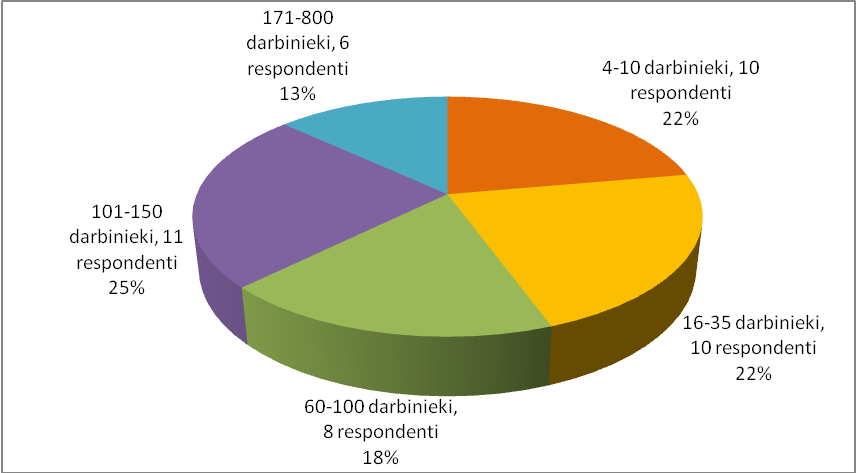 171-800
darbinieki, 6
respondenti
13%
4-10 darbinieki, 10
respondenti
22%
101-150
darbinieki, 11
respondenti
25%
16-35 darbinieki,
10 respondenti
22%
60-100 darbinieki,
8 respondenti
18%